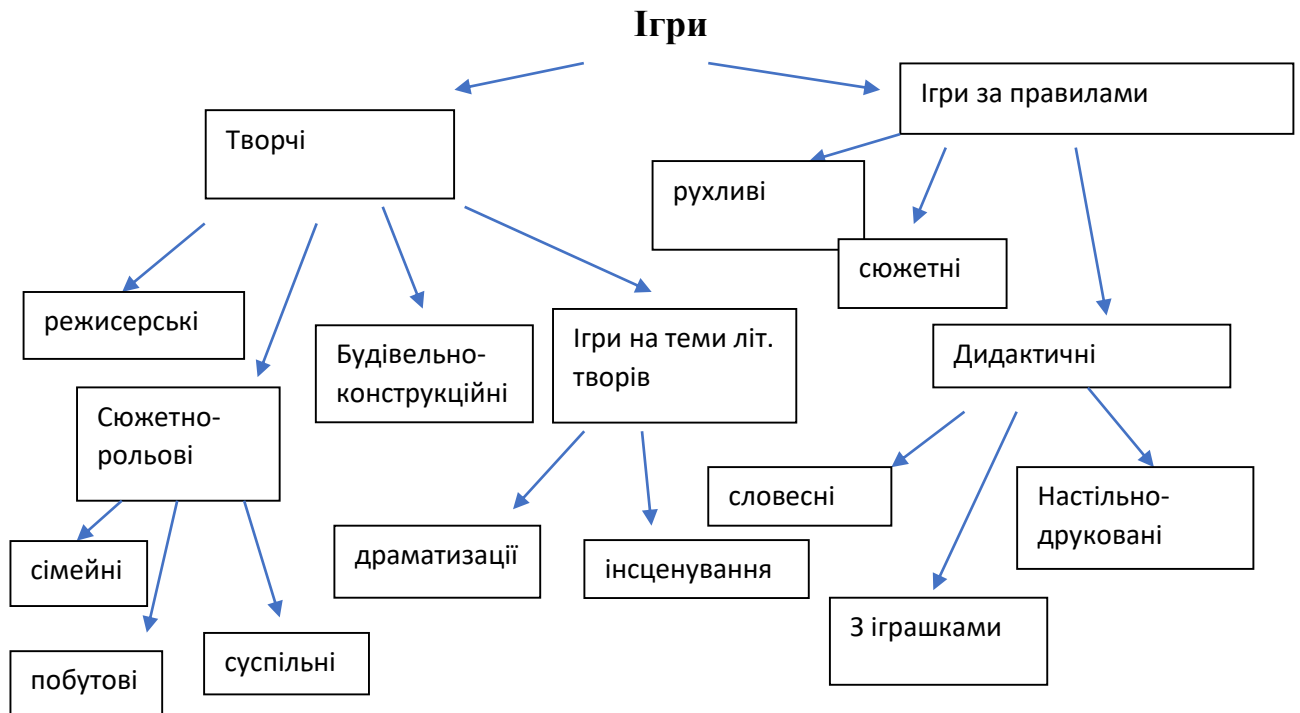 Ігри
Ігри за правилами
Творчі
рухливі
сюжетні
режисерські
Будівельно-
конструкційні
Ігри на теми літ.
творів
Дидактичні
Сюжетно-
рольові
словесні
Настільно-
друковані
сімейні
драматизації
інсценування
З іграшками
побутові
суспільні